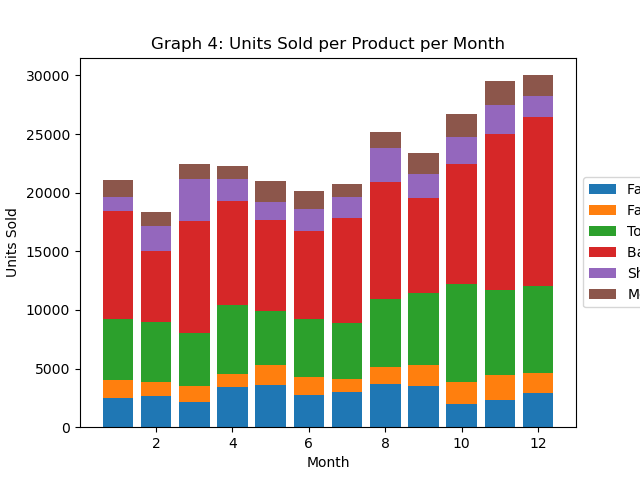 Graph 4: Units Sold per Product per Month
30000
25000
20000
15000
10000
5000
0
Units Sold
2 4 6 8 10 12
Month
Fa
Fa
To
Ba
Sh